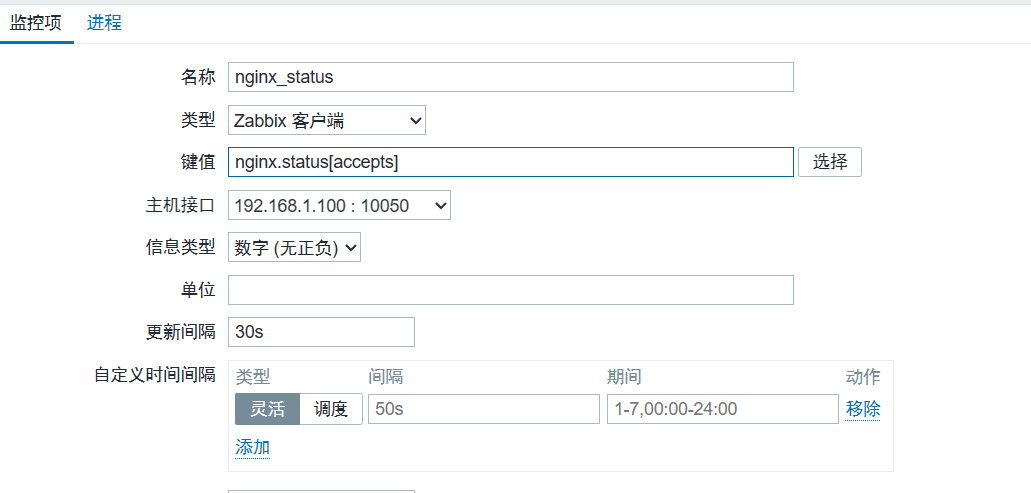 监控项 进程
名称 nginx_status
类型 Zabbix 客户端
键值 nginx.status[accepts] 选择
主机接口 192.168.1.100 : 10050
信息类型 数字 (无正负)
单位
更新间隔 30s
自定义时间间隔 类型 间隔 期间 动作
灵活 调度 50s 1-7,00:00-24:00 移除
添加